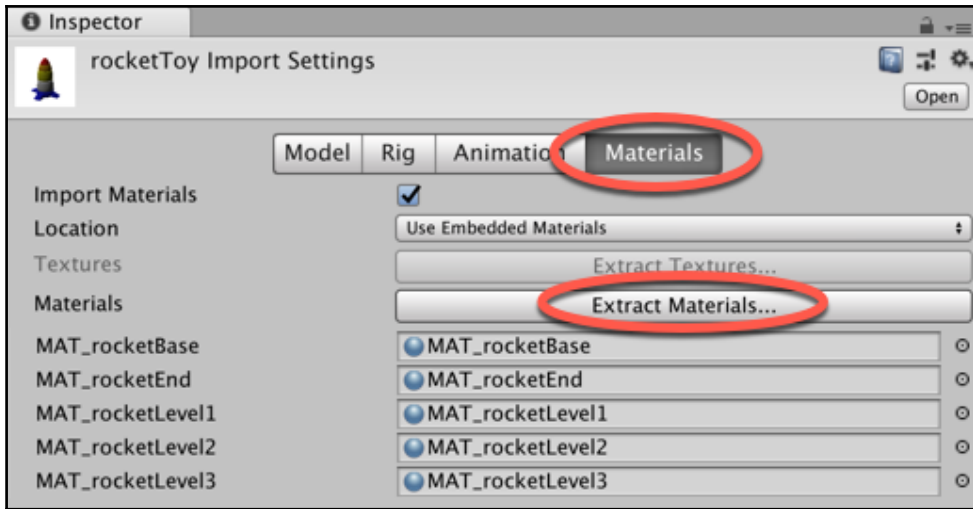 Inspector
rocketToy Import Settings
Open
Model Rig Animation Materials
Import Materials
Location Use Embedded Materials
Textures Extract Textures...
Materials Extract Materials...
MAT_rocketBase MAT_rocketBase
MAT_rocketEnd MAT_rocketEnd
MAT_rocketLevel1 MAT_rocketLevel1
MAT_rocketLevel2 MAT_rocketLevel2
MAT_rocketLevel3 MAT_rocketLevel3